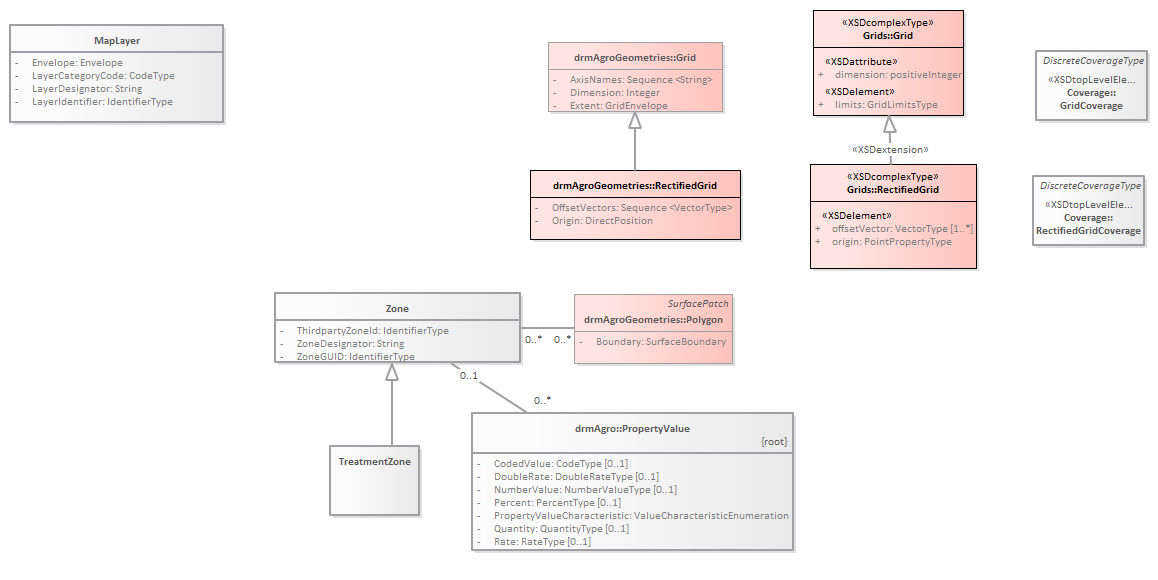 MapLayer
- Envelope: Envelope
- LayerCategoryCode: CodeType
- LayerDesignator: String
- LayerIdentifier: IdentifierType
drmAgroGeometries::Grid
- AxisNames: Sequence <String>
- Dimension: Integer
- Extent: GridEnvelope
drmAgroGeometries::RectifiedGrid
- OffsetVectors: Sequence <VectorType>
- Origin: DirectPosition
«XSDcomplexType»
Grids::Grid
«XSDattribute»
+ dimension: positiveInteger
«XSDelement»
+ limits: GridLimitsType
«XSDextension»
«XSDcomplexType»
Grids::RectifiedGrid
«XSDelement»
+ offsetVector: VectorType [1..*]
+ origin: PointPropertyType
DiscreteCoverageType
«XSDtopLevelEle...
Coverage::
GridCoverage
DiscreteCoverageType
«XSDtopLevelEle...
Coverage::
RectifiedGridCoverage
Zone
- ThirdpartyZoneId: IdentifierType
- ZoneDesignator: String
- ZoneGUID: IdentifierType
0..* 0..*
SurfacePatch
drmAgroGeometries::Polygon
- Boundary: SurfaceBoundary
0..1
0..*
TreatmentZone
drmAgro::PropertyValue
{root}
- CodedValue: CodeType [0..1]
- DoubleRate: DoubleRateType [0..1]
- NumberValue: NumberValueType [0..1]
- Percent: PercentType [0..1]
- PropertyValueCharacteristic: ValueCharacteristicEnumeration
- Quantity: QuantityType [0..1]
- Rate: RateType [0..1]